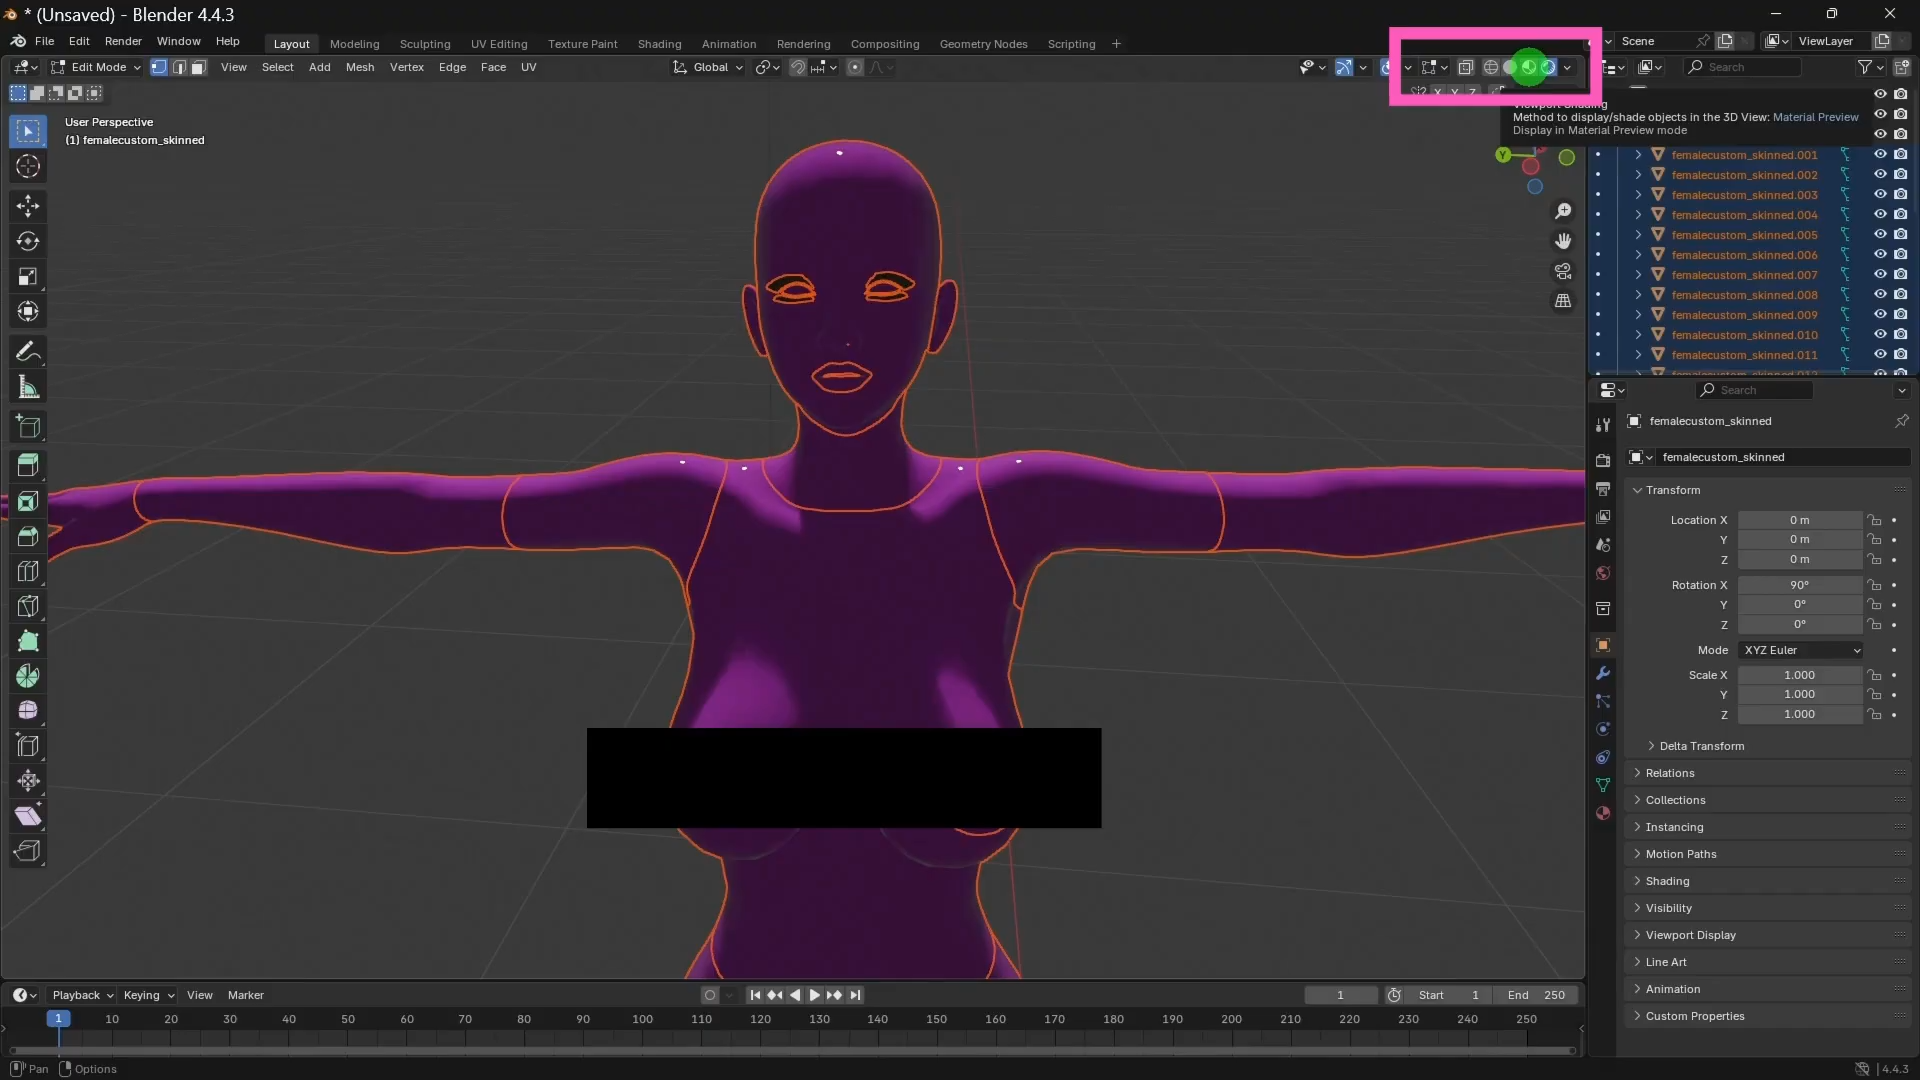 * (Unsaved) - Blender 4.4.3
File Edit Render Window Help
Layout Modeling Sculpting UV Editing Texture Paint Shading Animation Rendering Compositing Geometry Nodes Scripting +
Scene
ViewLayer
Edit Mode
View Select Add Mesh Vertex Edge Face UV
Global
Search
X Y Z
User Perspective
(1) femalecustom_skinned
Viewport Shading
Method to display/shade objects in the 3D View: Material Preview
Display in Material Preview mode
Y
femalecustom_skinned.001
femalecustom_skinned.002
femalecustom_skinned.003
femalecustom_skinned.004
femalecustom_skinned.005
femalecustom_skinned.006
femalecustom_skinned.007
femalecustom_skinned.008
femalecustom_skinned.009
femalecustom_skinned.010
femalecustom_skinned.011
Search
femalecustom_skinned
femalecustom_skinned
Transform
Location X 0 m
Y 0 m
Z 0 m
Rotation X 90°
Y 0°
Z 0°
Mode XYZ Euler
Scale X 1.000
Y 1.000
Z 1.000
Delta Transform
Relations
Collections
Instancing
Motion Paths
Shading
Visibility
Viewport Display
Line Art
Animation
Custom Properties
Playback Keying View Marker
1 Start 1 End 250
1 10 20 30 40 50 60 70 80 90 100 110 120 130 140 150 160 170 180 190 200 210 220 230 240 250
Pan Options
4.4.3